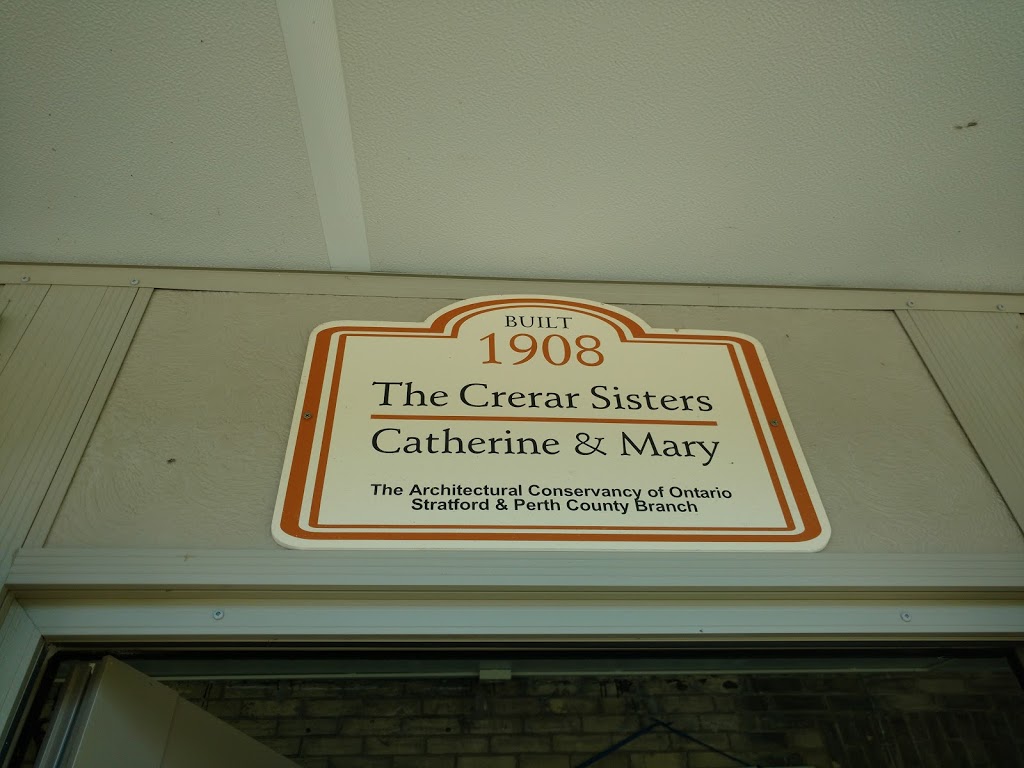 BUILT
1908
The Crerar Sisters
Catherine & Mary
The Architectural Conservancy of Ontario
Stratford & Perth County Branch